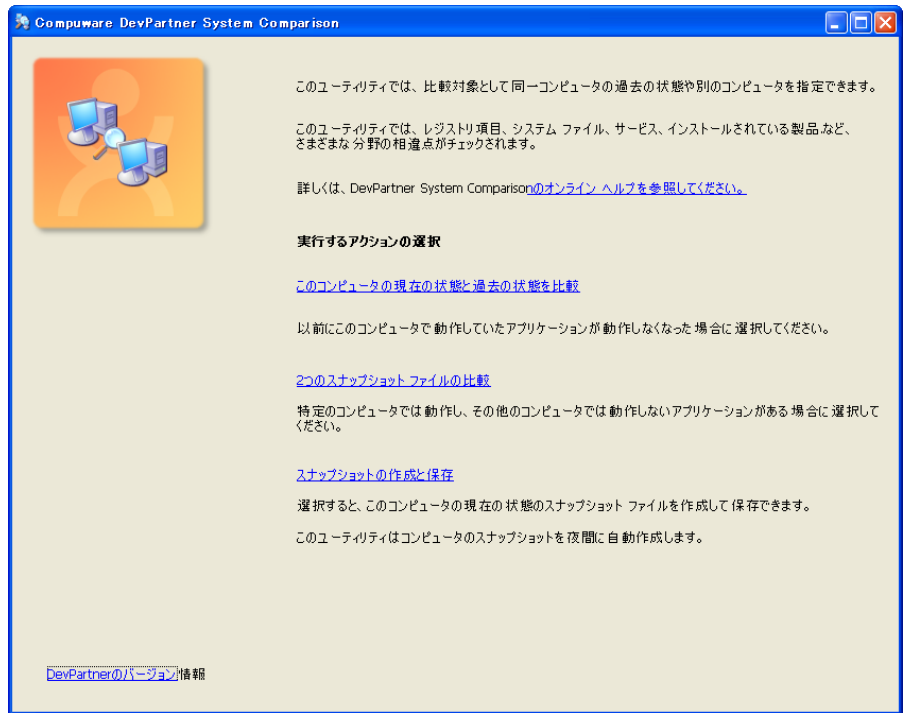 Compuware DevPartner System Comparison
このユーティリティでは、比較対象として同一コンピュータの過去の状態や別のコンピュータを指定できます。
このユーティリティでは、レジストリ項目、システム ファイル、サービス、インストールされている製品など、
さまざまな分野の相違点がチェックされます。
詳しくは、DevPartner System Comparisonのオンライン ヘルプを参照してください。
実行するアクションの選択
このコンピュータの現在の状態と過去の状態を比較
以前にこのコンピュータで動作していたアプリケーションが動作しなくなった場合に選択してください。
2つのスナップショット ファイルの比較
特定のコンピュータでは動作し、その他のコンピュータでは動作しないアプリケーションがある場合に選択して
ください。
スナップショットの作成と保存
選択すると、このコンピュータの現在の状態のスナップショット ファイルを作成して保存できます。
このユーティリティはコンピュータのスナップショットを夜間に自動作成します。
DevPartnerのバージョン情報